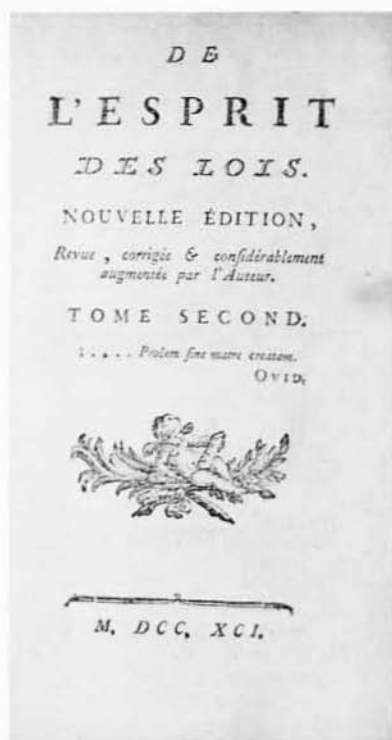 DE
L'ESPRIT
DES LOIS.
NOUVELLE ÉDITION,
Revue, corrigée & considérablement
augmentée par l'Auteur.
TOME SECOND.
..... Prolem sine matre creatam.
OVID.
M. DCC. XCI.